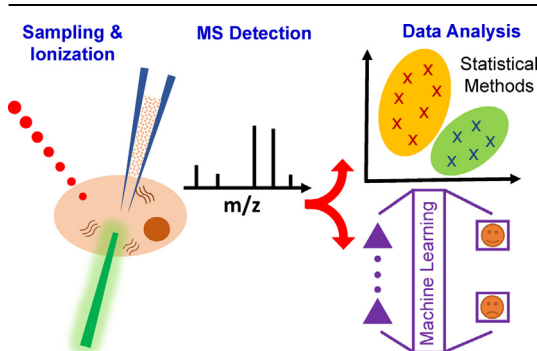 Sampling &
Ionization
MS Detection
Data Analysis
Statistical
Methods
x x x x x x x
x x x x x
m/z
Machine Learning